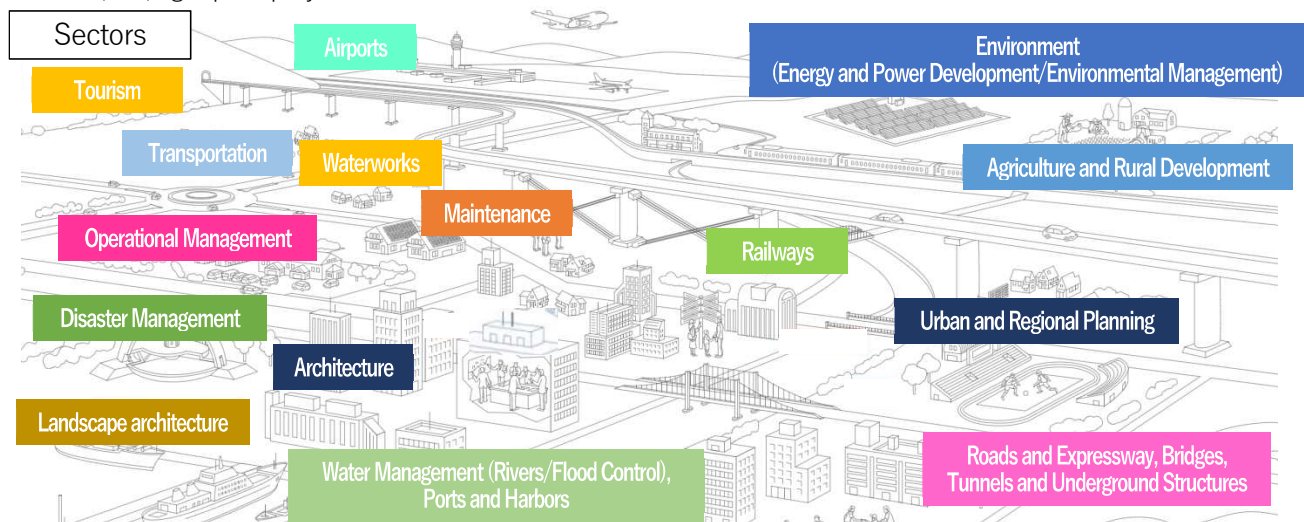 Sectors
Airports
Environment
(Energy and Power Development/Environmental Management)
Tourism
Transportation
Waterworks
Agriculture and Rural Development
Maintenance
Operational Management
Railways
Disaster Management
Urban and Regional Planning
Architecture
Landscape architecture
Water Management (Rivers/Flood Control),
Ports and Harbors
Roads and Expressway, Bridges,
Tunnels and Underground Structures